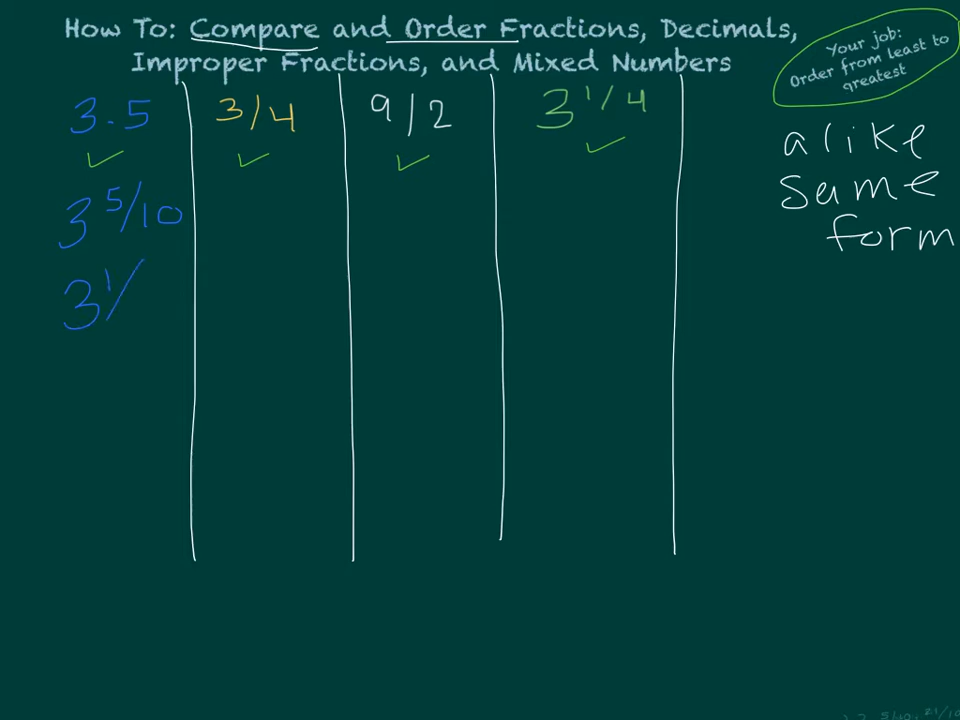 How To: Compare and Order Fractions, Decimals,
Improper Fractions, and Mixed Numbers
Your job:
Order from least to
greatest
3.5
3/4
9/2
3 1/4
alike
same
form
3 5/10
3 1/